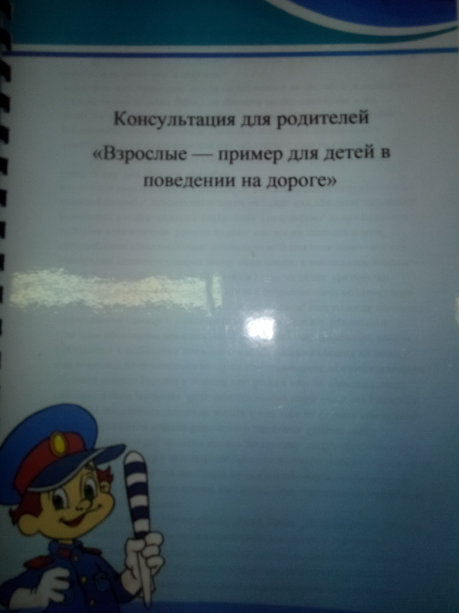 Консультация для родителей
«Взрослые — пример для детей в
поведении на дороге»